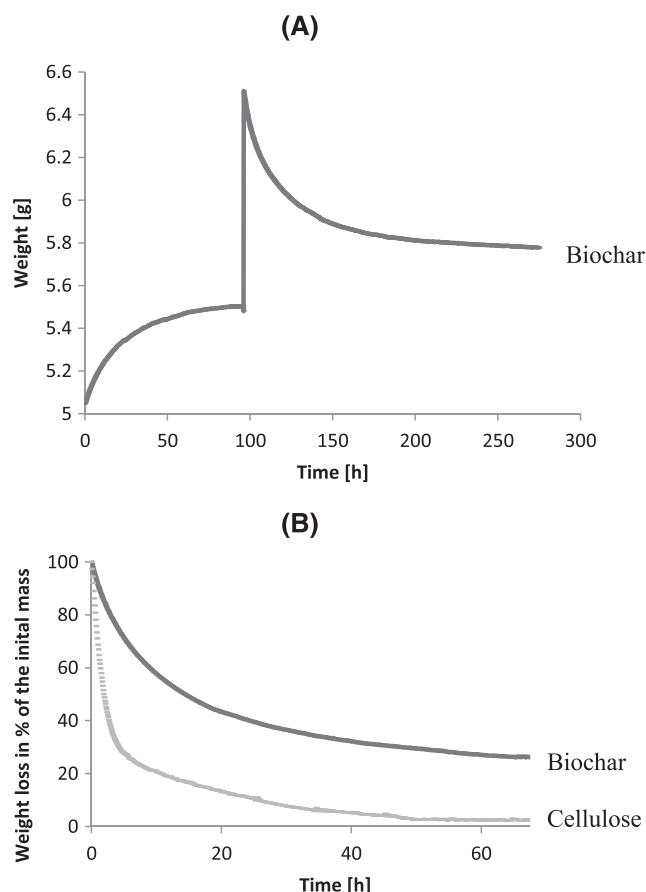 (A)
6.6
6.4
6.2
6
5.8
5.6
5.4
5.2
5
Weight [g]
Biochar
0 50 100 150 200 250 300
Time [h]
(B)
100
80
60
40
20
0
Weight loss in % of the inital mass
Biochar
Cellulose
0 20 40 60
Time [h]